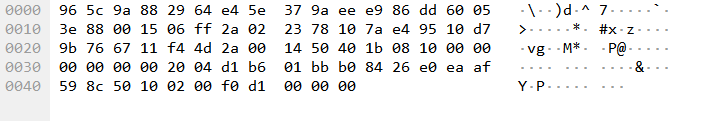 0000 96 5c 9a 88 29 64 e4 5e 37 9a ee e9 86 dd 60 05 ·\··)d·^ 7·····`·
0010 3e 88 00 15 06 ff 2a 02 23 78 10 7a e4 95 10 d7 >·····*· #x·z····
0020 9b 76 67 11 f4 4d 2a 00 14 50 40 1b 08 10 00 00 ·vg··M*· ·P@·····
0030 00 00 00 00 20 04 d1 b6 01 bb b0 84 26 e0 ea af ···· ··· ····&···
0040 59 8c 50 10 02 00 f0 d1 00 00 00 Y·P····· ···